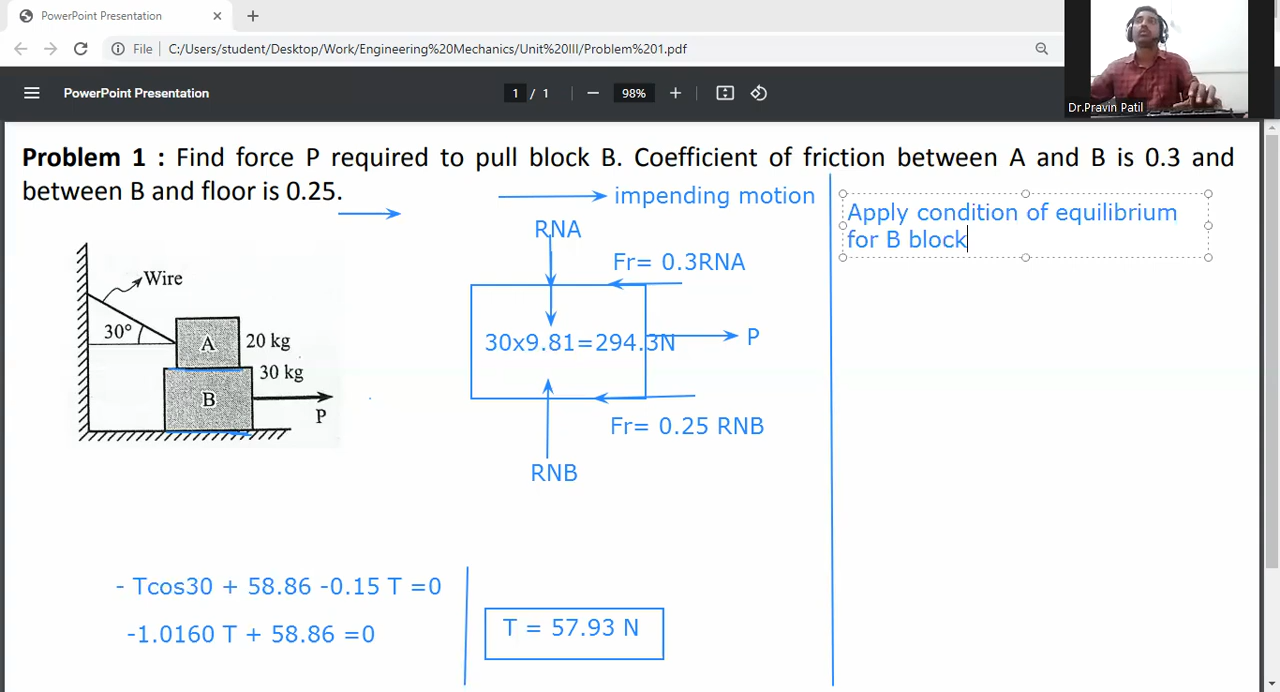 PowerPoint Presentation
File
C:/Users/student/Desktop/Work/Engineering%20Mechanics/Unit%20III/Problem%201.pdf
Dr.Pravin Patil
PowerPoint Presentation
1 / 1
98%
Problem 1 : Find force P required to pull block B. Coefficient of friction between A and B is 0.3 and
between B and floor is 0.25.
impending motion
Apply condition of equilibrium
for B block
RNA
Fr= 0.3RNA
Wire
30°
A
20 kg
30x9.81=294.3N
P
30 kg
B
P
Fr= 0.25 RNB
RNB
- Tcos30 + 58.86 -0.15 T =0
-1.0160 T + 58.86 =0
T = 57.93 N